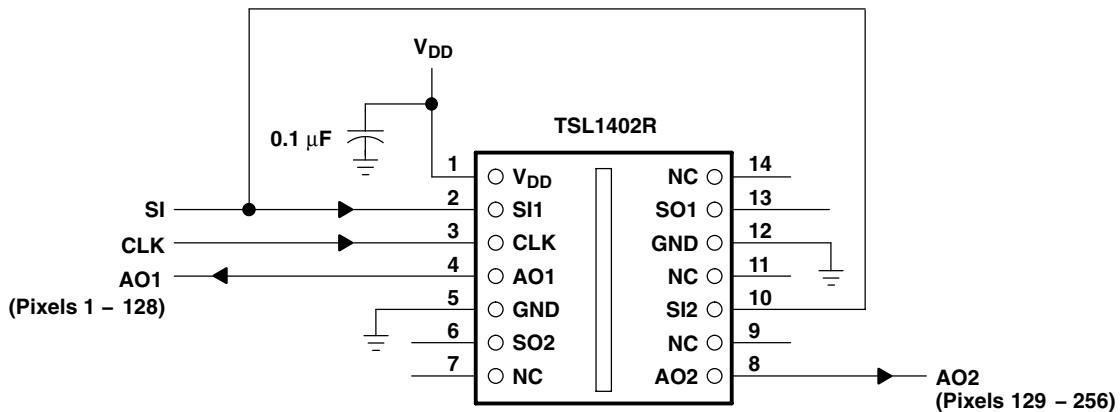 VDD
0.1 μF
TSL1402R
1 VDD NC 14
SI 2 SI1 SO1 13
CLK 3 CLK GND 12
AO1 4 AO1 NC 11
(Pixels 1 – 128)
5 GND SI2 10
6 SO2 NC 9
7 NC AO2 8
AO2
(Pixels 129 – 256)